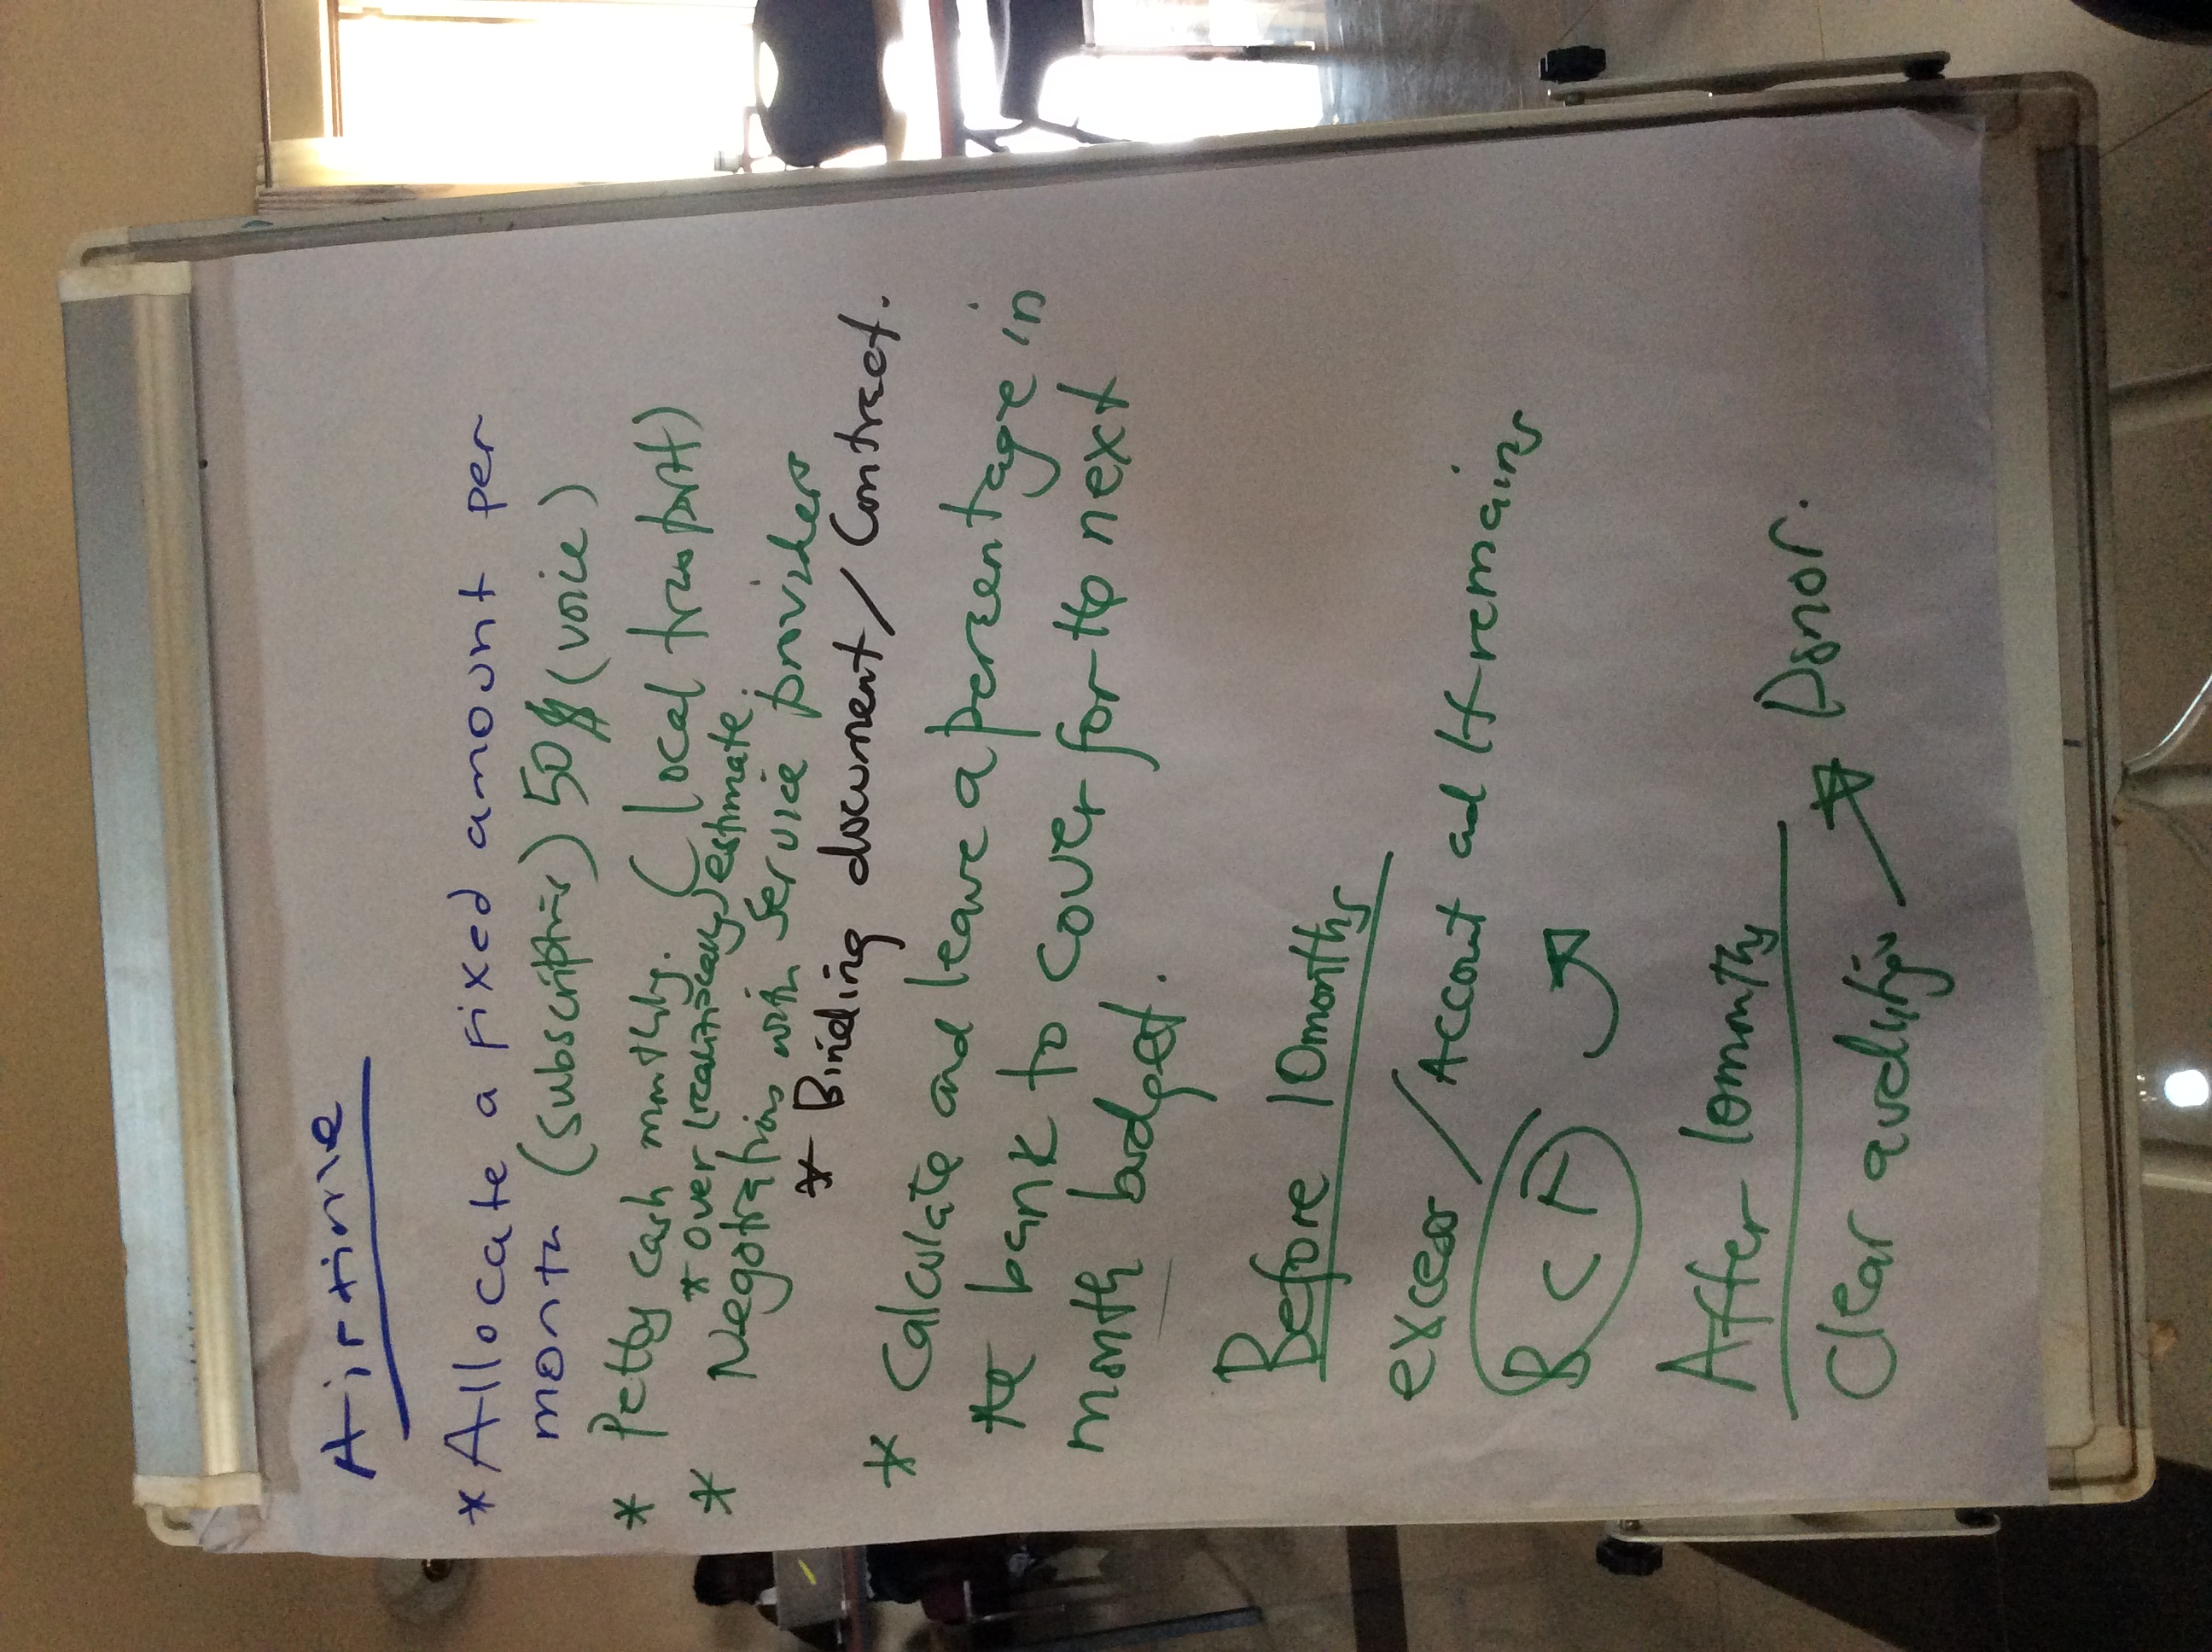 Airtime
* Allocate a fixed amount per
month (subscription) 50$ (voice)
* Petty cash monthly. (local transport)
* Over (realistically) estimate.
* Negotiations with Service providers
* Binding document / Contract.
* Calculate and leave a percentage in
the bank to cover for the next
month budget.
Before 10months
excess / Account and If remains
BCF
After 10months
Clear → Donor.